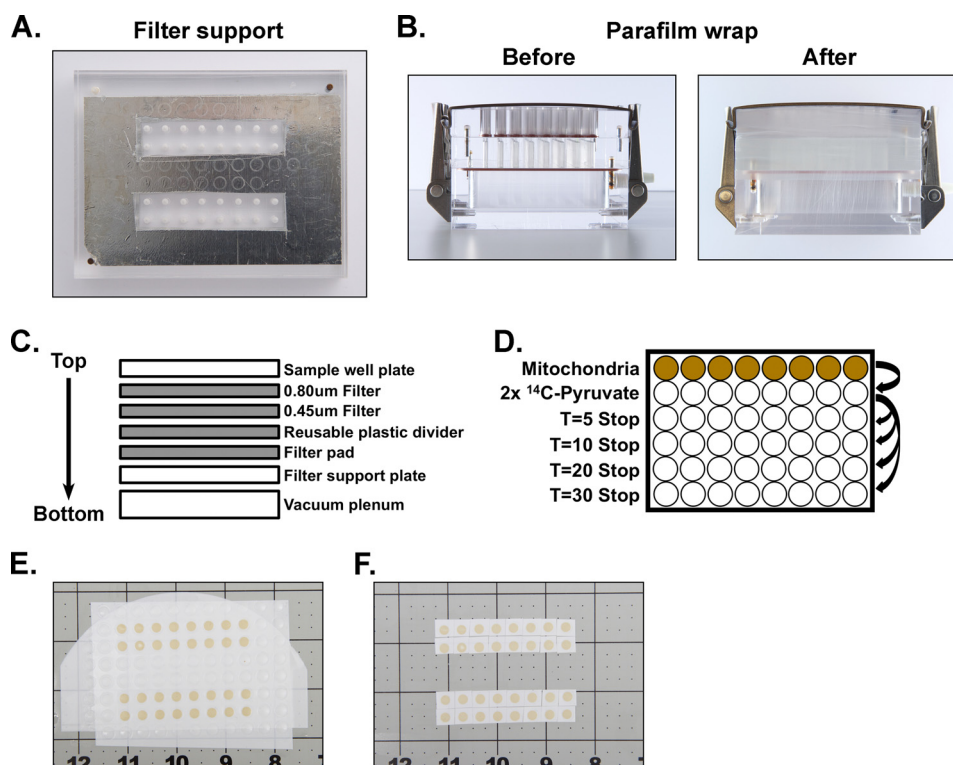 A.
Filter support
B.
Parafilm wrap
Before
After
C.
Top
Bottom
Sample well plate
0.80um Filter
0.45um Filter
Reusable plastic divider
Filter pad
Filter support plate
Vacuum plenum
D.
Mitochondria
2x ¹⁴C-Pyruvate
T=5 Stop
T=10 Stop
T=20 Stop
T=30 Stop
E.
12 11 10 9 8 7
F.
12 11 10 9 8